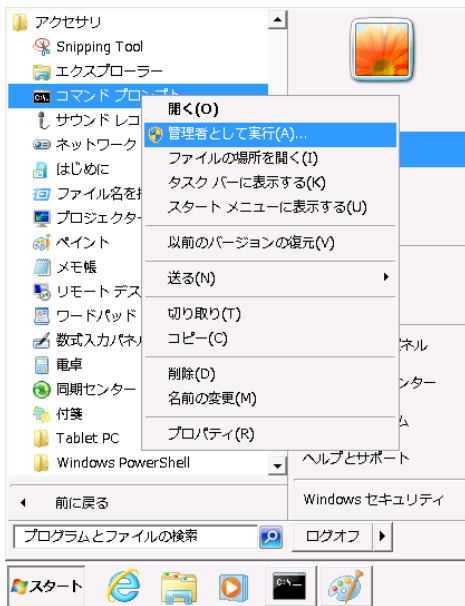 アクセサリ
Snipping Tool
エクスプローラー
コマンド プロンプト
サウンド レコ
ネットワーク
はじめに
ファイル名を
プロジェクター
ペイント
メモ帳
リモート デス
ワードパッド
数式入力パネル
電卓
同期センター
付箋
Tablet PC
Windows PowerShell
前に戻る
プログラムとファイルの検索
開く(O)
管理者として実行(A)...
ファイルの場所を開く(I)
タスク バーに表示する(K)
スタート メニューに表示する(U)
以前のバージョンの復元(V)
送る(N)
切り取り(T)
コピー(C)
削除(D)
名前の変更(M)
プロパティ(R)
ネル
ンター
ム
ヘルプとサポート
Windows セキュリティ
ログオフ
スタート